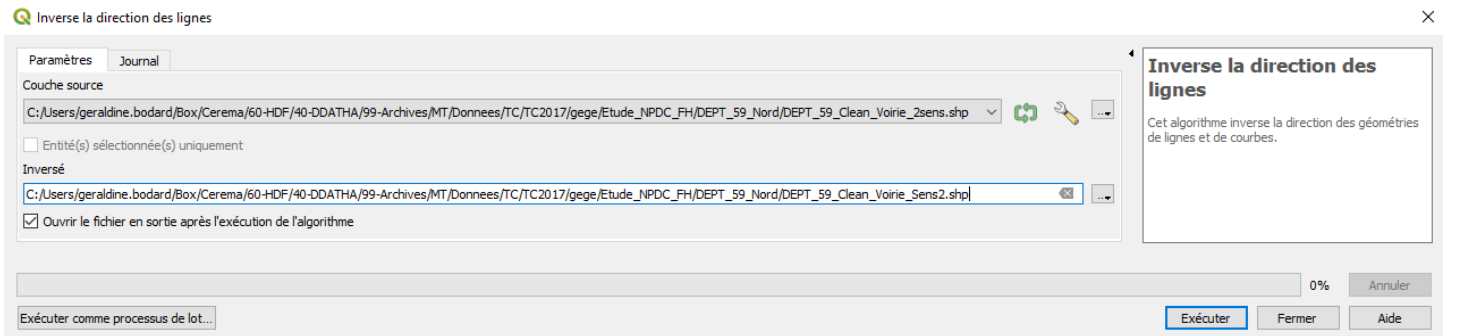 Inverse la direction des lignes
Paramètres
Journal
Couche source
C:/Users/geraldine.bodard/Box/Cerema/60-HDF/40-DDATHA/99-Archives/MT/Donnees/TC/TC2017/gege/Etude_NPDC_FH/DEPT_59_Nord/DEPT_59_Clean_Voirie_2sens.shp
...
Entité(s) sélectionnée(s) uniquement
Inversé
C:/Users/geraldine.bodard/Box/Cerema/60-HDF/40-DDATHA/99-Archives/MT/Donnees/TC/TC2017/gege/Etude_NPDC_FH/DEPT_59_Nord/DEPT_59_Clean_Voirie_Sens2.shp
...
Ouvrir le fichier en sortie après l'exécution de l'algorithme
Inverse la direction des
lignes
Cet algorithme inverse la direction des géométries
de lignes et de courbes.
0%
Annuler
Exécuter comme processus de lot...
Exécuter
Fermer
Aide